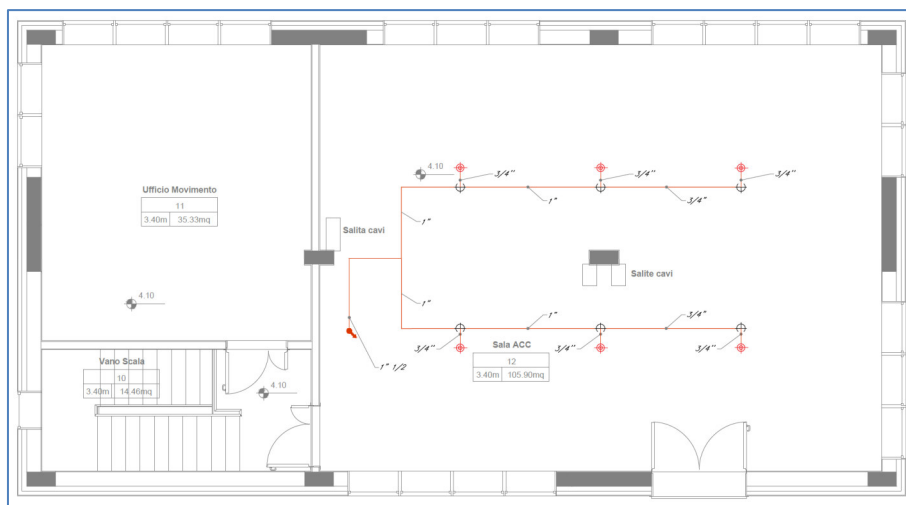 4.10
3/4"
3/4"
3/4"
Ufficio Movimento
11
3.40m 35.33mq
1"
3/4"
1"
Salita cavi
Salite cavi
4.10
1"
1"
3/4"
3/4"
3/4"
3/4"
Sala ACC
12
3.40m 105.90mq
1" 1/2
Vano Scala
10
3.40m 14.46mq
4.10